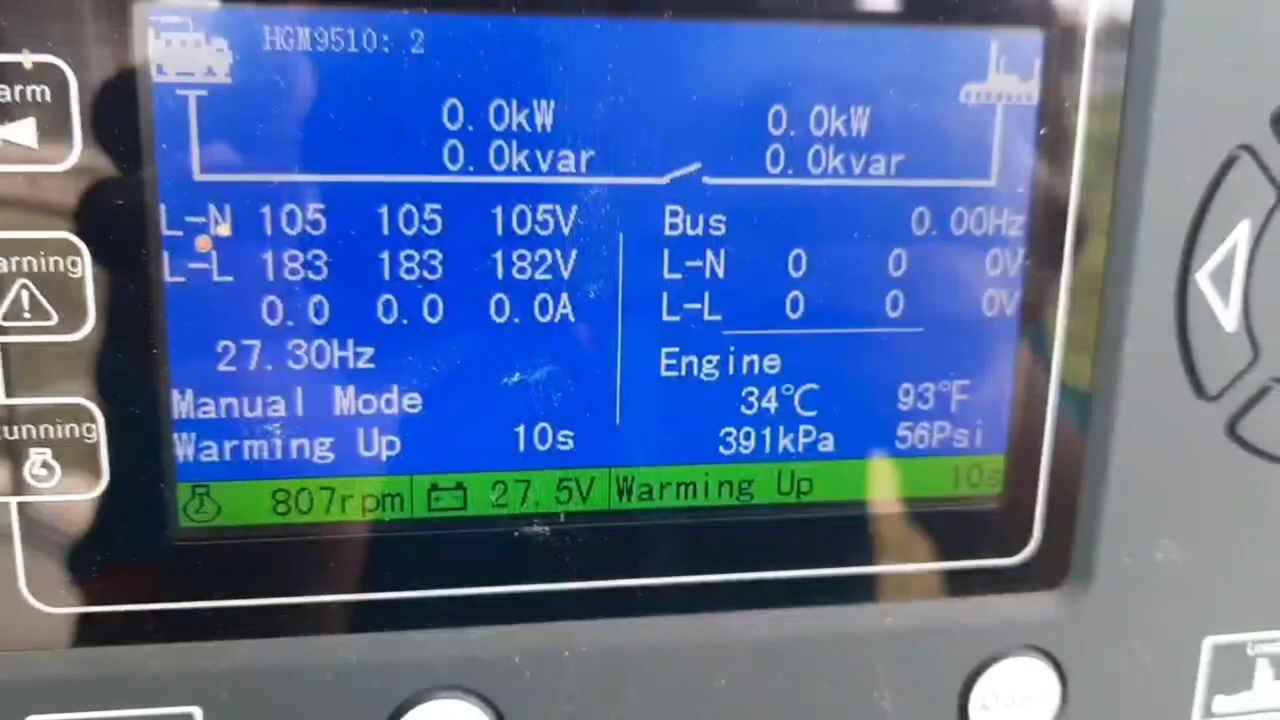 HGM9510: 2
0.0kW 0.0kW
0.0kvar 0.0kvar
L-N 105 105 105V
L-L 183 183 182V
0.0 0.0 0.0A
27.30Hz
Manual Mode
Warming Up 10s
Bus 0.00Hz
L-N 0 0 0V
L-L 0 0 0V
Engine
34℃ 93℉
391kPa 56Psi
807rpm 27.5V Warming Up 10s
arm
arning
unning